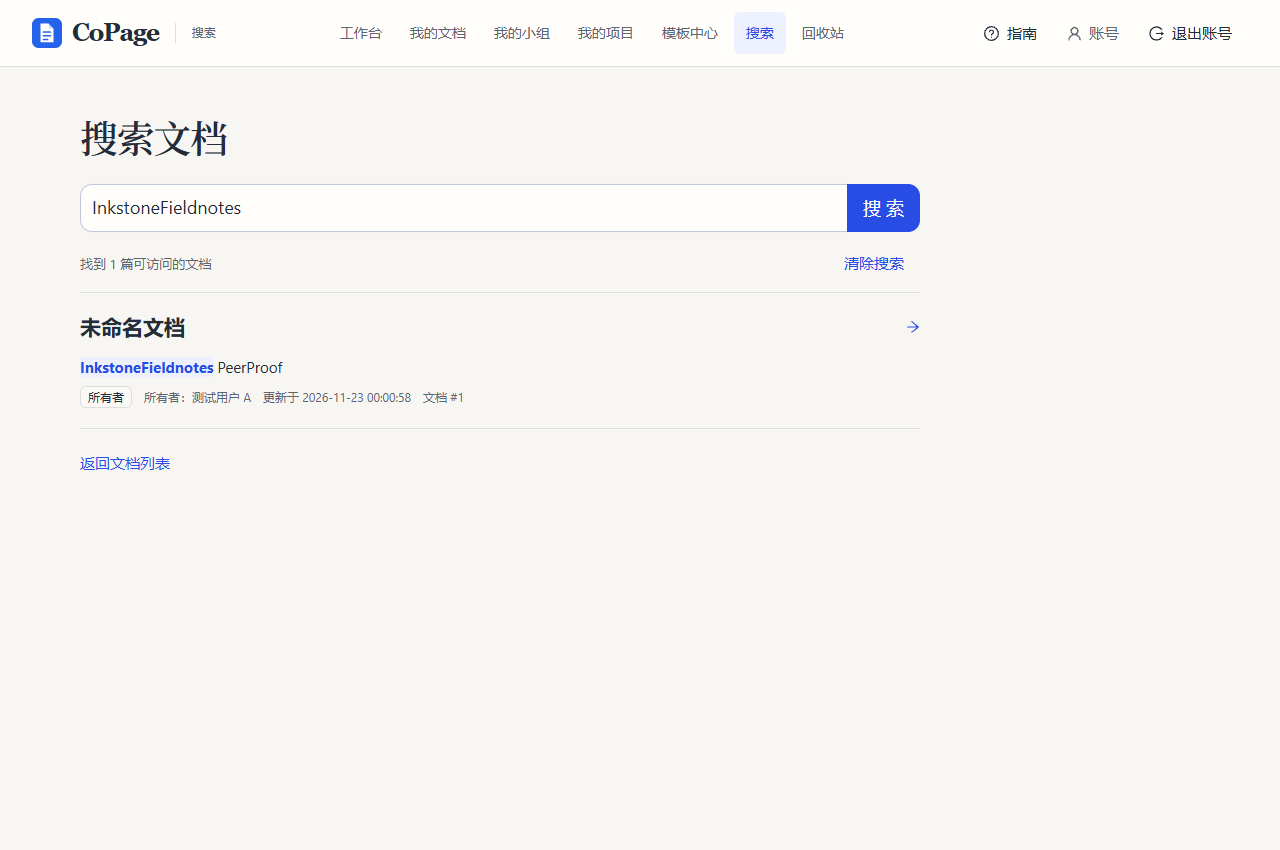 CoPage 搜索 工作台 我的文档 我的小组 我的项目 模板中心 搜索 回收站 指南 账号 退出账号
搜索文档
InkstoneFieldnotes 搜索
找到 1 篇可访问的文档 清除搜索
未命名文档
InkstoneFieldnotes PeerProof
所有者 所有者：测试用户 A 更新于 2026-11-23 00:00:58 文档 #1
返回文档列表